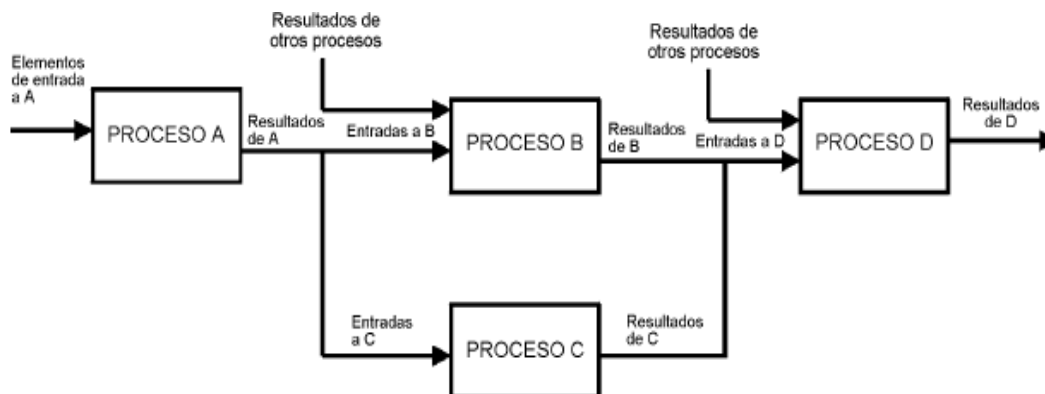 Elementos
de entrada
a A
PROCESO A
Resultados
de A
Resultados de
otros procesos
Entradas a B
PROCESO B
Resultados
de B
Entradas
a C
PROCESO C
Resultados
de C
Resultados de
otros procesos
Entradas a D
PROCESO D
Resultados
de D